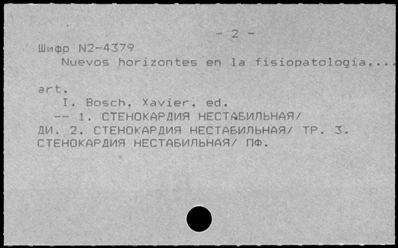 - 2 -
Шифр N2-4379
Nuevos horizontes en la fisiopatología....
art.
I. Bosch, Xavier, ed.
-- 1. СТЕНОКАРДИЯ НЕСТАБИЛЬНАЯ/
ДИ. 2. СТЕНОКАРДИЯ НЕСТАБИЛЬНАЯ/ ТР. 3.
СТЕНОКАРДИЯ НЕСТАБИЛЬНАЯ/ ПФ.